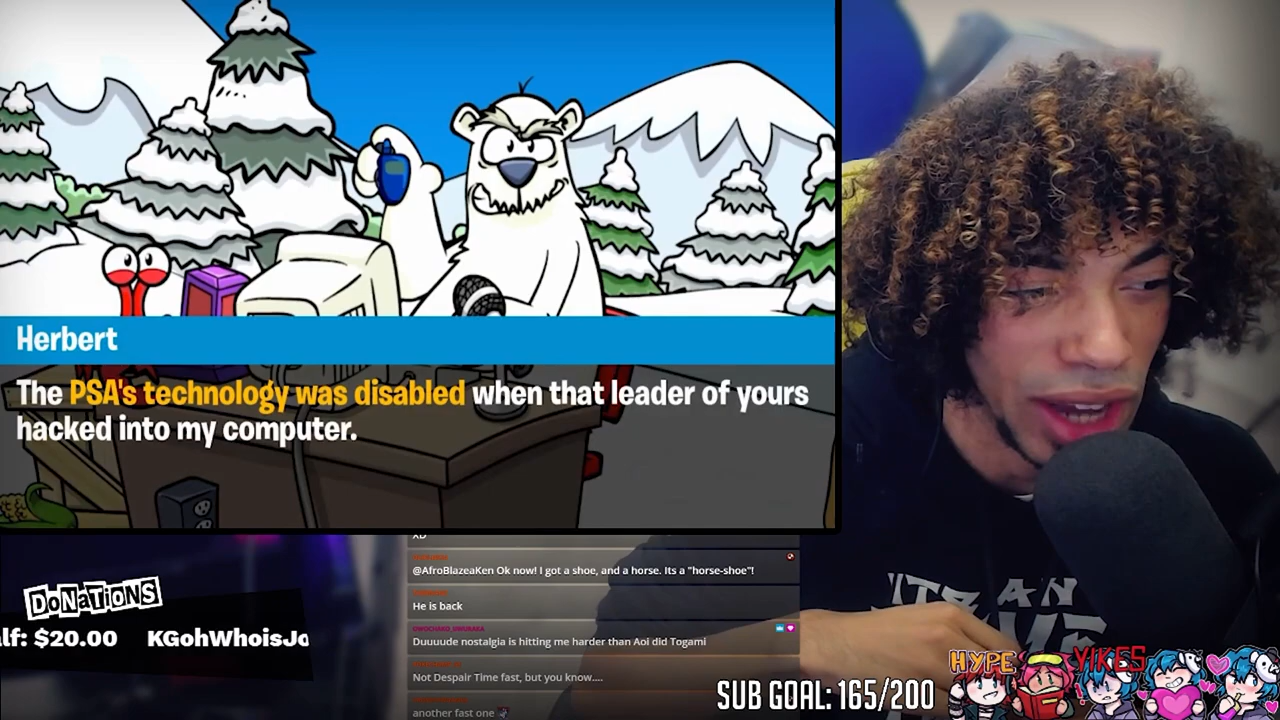 Herbert
The PSA's technology was disabled when that leader of yours
hacked into my computer.
XD
@AfroBlazeaKen Ok now! I got a shoe, and a horse. Its a "horse-shoe"!
He is back
Duuuude nostalgia is hitting me harder than Aoi did Togami
Not Despair Time fast, but you know....
another fast one
DONATIONS
alf: $20.00 KGohWhoisJo
SUB GOAL: 165/200
HYPE
YIKES